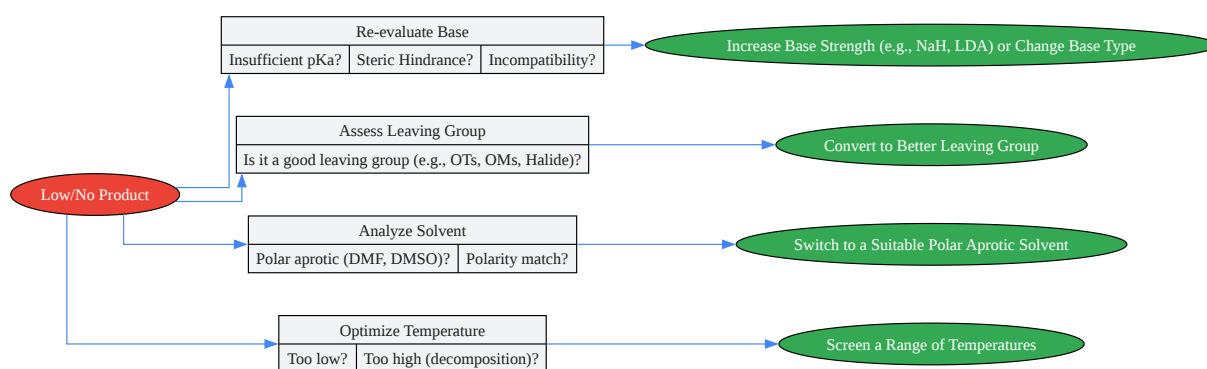 Re-evaluate Base
Insufficient pKa?
Steric Hindrance?
Incompatibility?
Increase Base Strength (e.g., NaH, LDA) or Change Base Type
Assess Leaving Group
Is it a good leaving group (e.g., OTs, OMs, Halide)?
Convert to Better Leaving Group
Low/No Product
Analyze Solvent
Polar aprotic (DMF, DMSO)?
Polarity match?
Switch to a Suitable Polar Aprotic Solvent
Optimize Temperature
Too low?
Too high (decomposition)?
Screen a Range of Temperatures